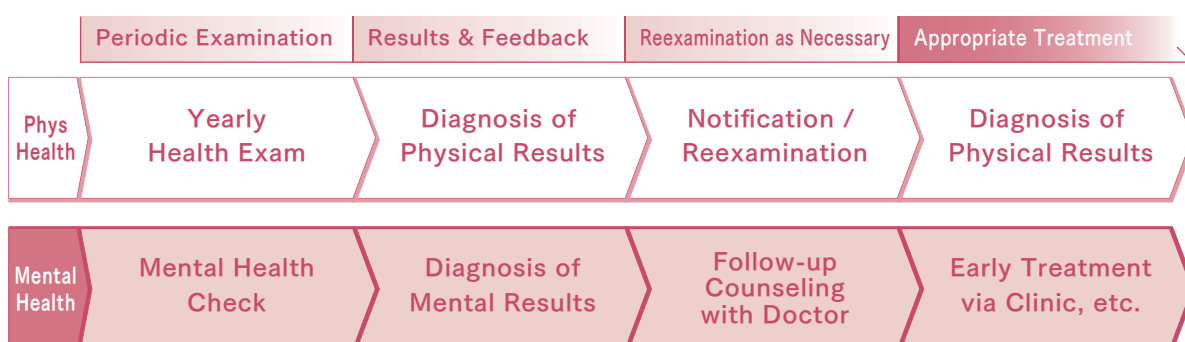 Periodic Examination
Results & Feedback
Reexamination as Necessary
Appropriate Treatment
Phys
Health
Yearly
Health Exam
Diagnosis of
Physical Results
Notification /
Reexamination
Diagnosis of
Physical Results
Mental
Health
Mental Health
Check
Diagnosis of
Mental Results
Follow-up
Counseling
with Doctor
Early Treatment
via Clinic, etc.